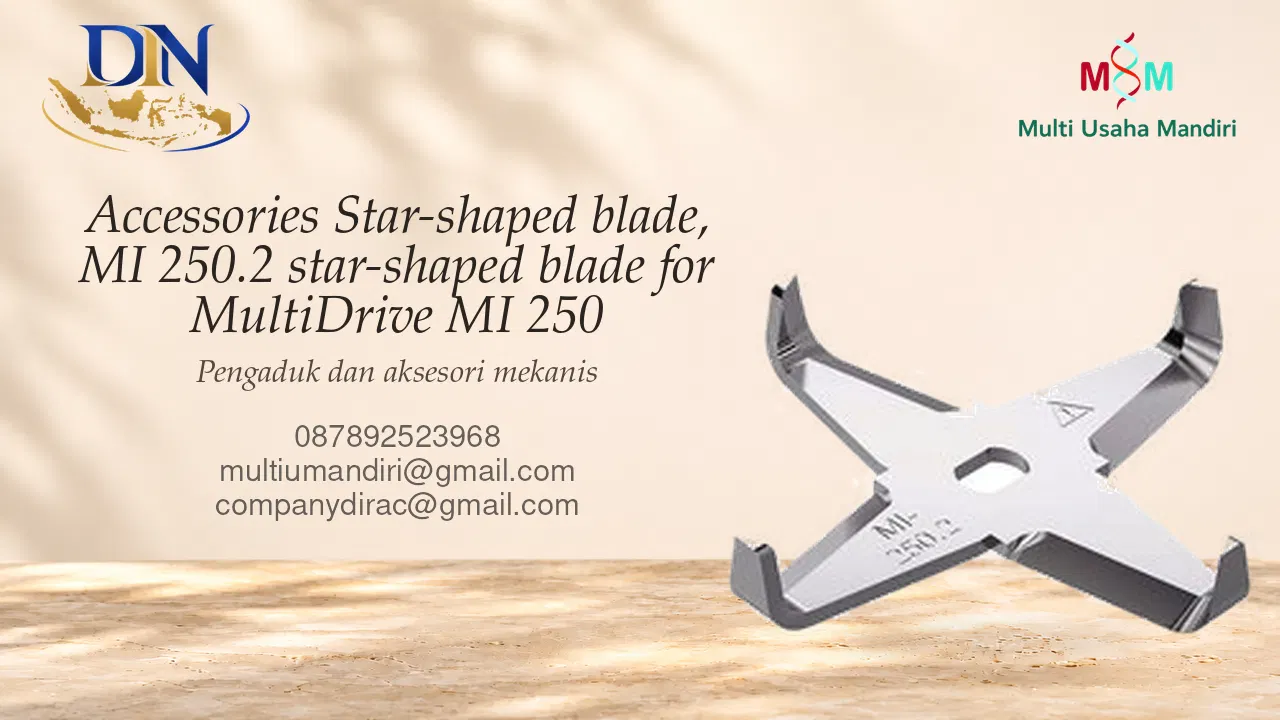 DIN
M M
Multi Usaha Mandiri
Accessories Star-shaped blade,
MI 250.2 star-shaped blade for
MultiDrive MI 250
Pengaduk dan aksesori mekanis
087892523968
multiumandiri@gmail.com
companydirac@gmail.com
MI-
250.2